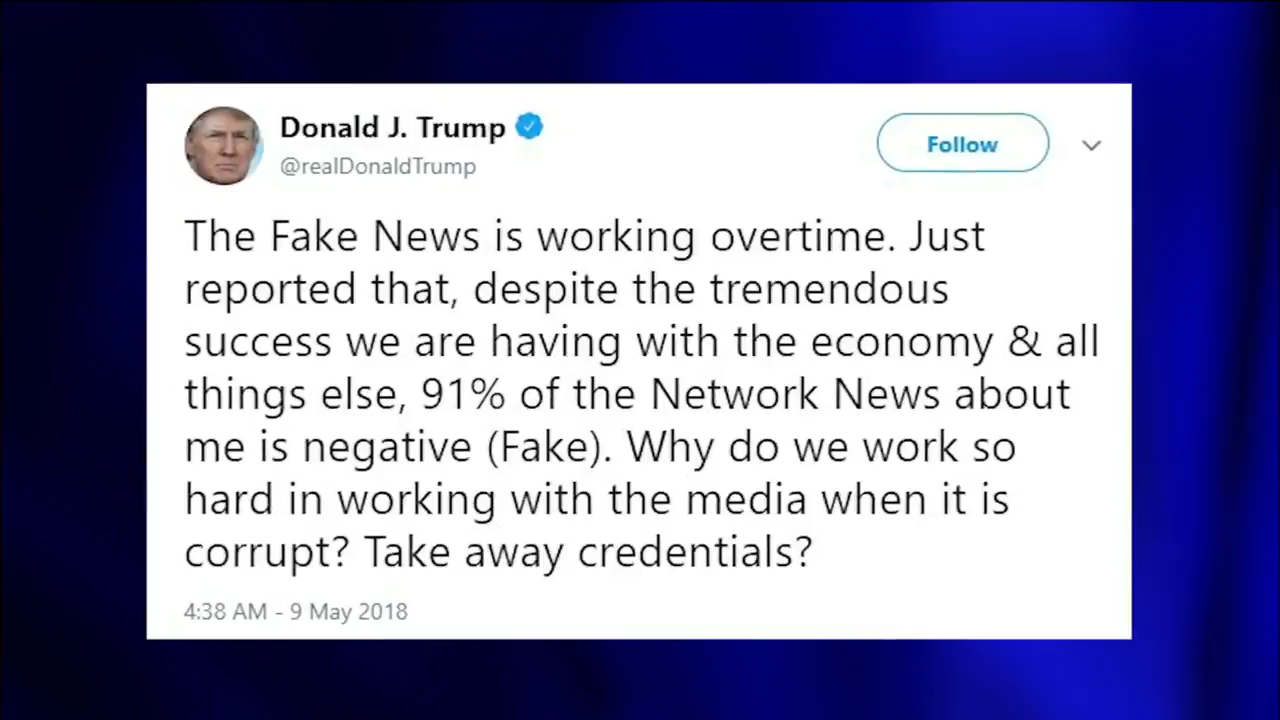 Donald J. Trump
@realDonaldTrump
Follow
The Fake News is working overtime. Just
reported that, despite the tremendous
success we are having with the economy & all
things else, 91% of the Network News about
me is negative (Fake). Why do we work so
hard in working with the media when it is
corrupt? Take away credentials?
4:38 AM - 9 May 2018